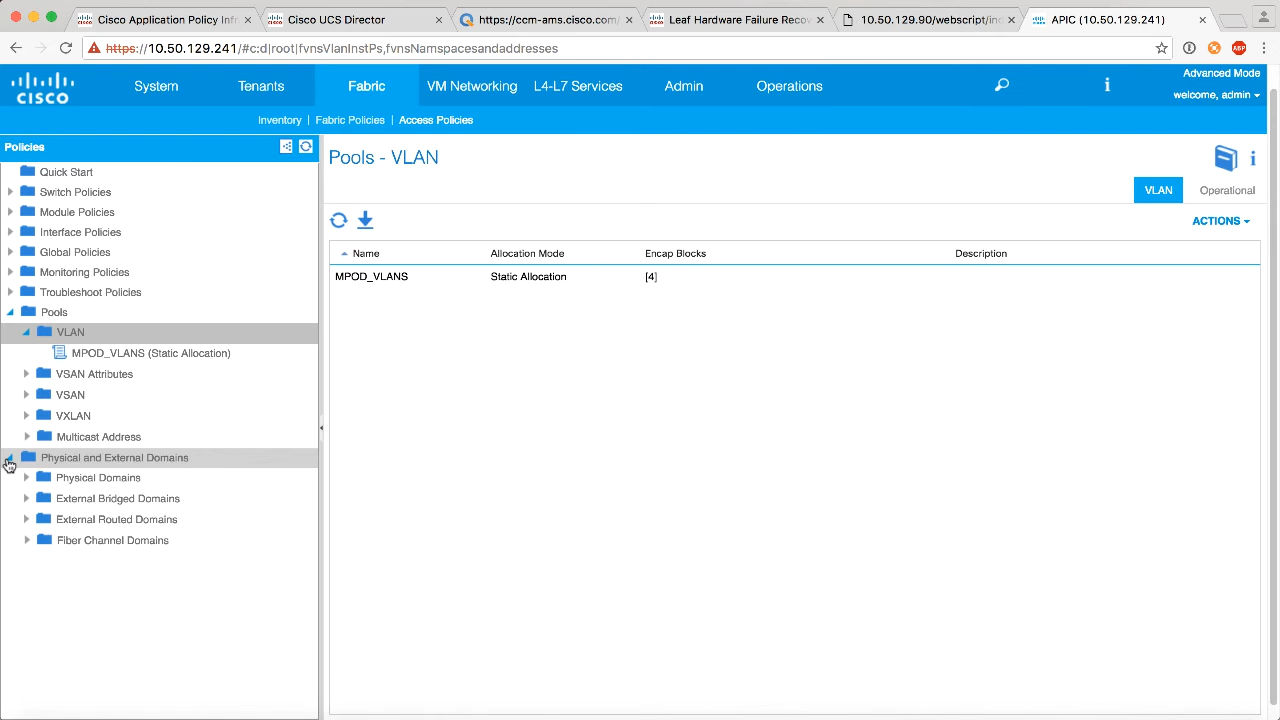 Cisco Application Policy Infr
Cisco UCS Director
https://com-ams.cisco.com/
Leaf Hardware Failure - cov
10.50.129.90/webscript/inc
APIC (10.50.129.241)
https://10.50.129.241/#c:d|root|fvnsVlanInstPs,fvnsNamspacesandaddresses
ABP
CISCO
System
Tenants
Fabric
VM Networking
L4-L7 Services
Admin
Operations
Advanced Mode
welcome, admin
Inventory | Fabric Policies | Access Policies
Policies
Quick Start
Switch Policies
Module Policies
Interface Policies
Global Policies
Monitoring Policies
Troubleshoot Policies
Pools
VLAN
MPOD_VLANS (Static Allocation)
VSAN Attributes
VSAN
VXLAN
Multicast Address
Physical and External Domains
Physical Domains
External Bridged Domains
External Routed Domains
Fiber Channel Domains
Pools - VLAN
VLAN
Operational
ACTIONS
Name
Allocation Mode
Encap Blocks
Description
MPOD_VLANS
Static Allocation
[4]